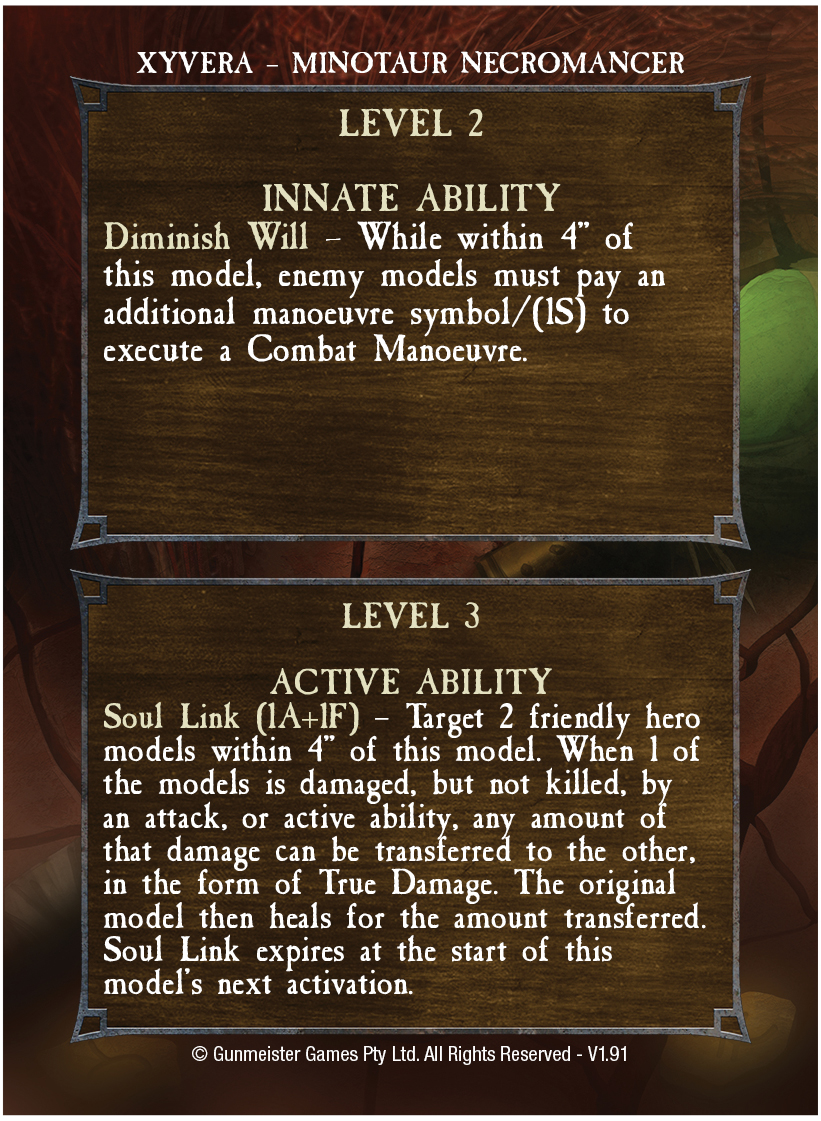 XYVERA – MINOTAUR NECROMANCER
LEVEL 2
INNATE ABILITY
Diminish Will – While within 4” of
this model, enemy models must pay an
additional manoeuvre symbol/(1S) to
execute a Combat Manoeuvre.
LEVEL 3
ACTIVE ABILITY
Soul Link (1A+1F) – Target 2 friendly hero
models within 4” of this model. When 1 of
the models is damaged, but not killed, by
an attack, or active ability, any amount of
that damage can be transferred to the other,
in the form of True Damage. The original
model then heals for the amount transferred.
Soul Link expires at the start of this
model’s next activation.
© Gunmeister Games Pty Ltd. All Rights Reserved - V1.91